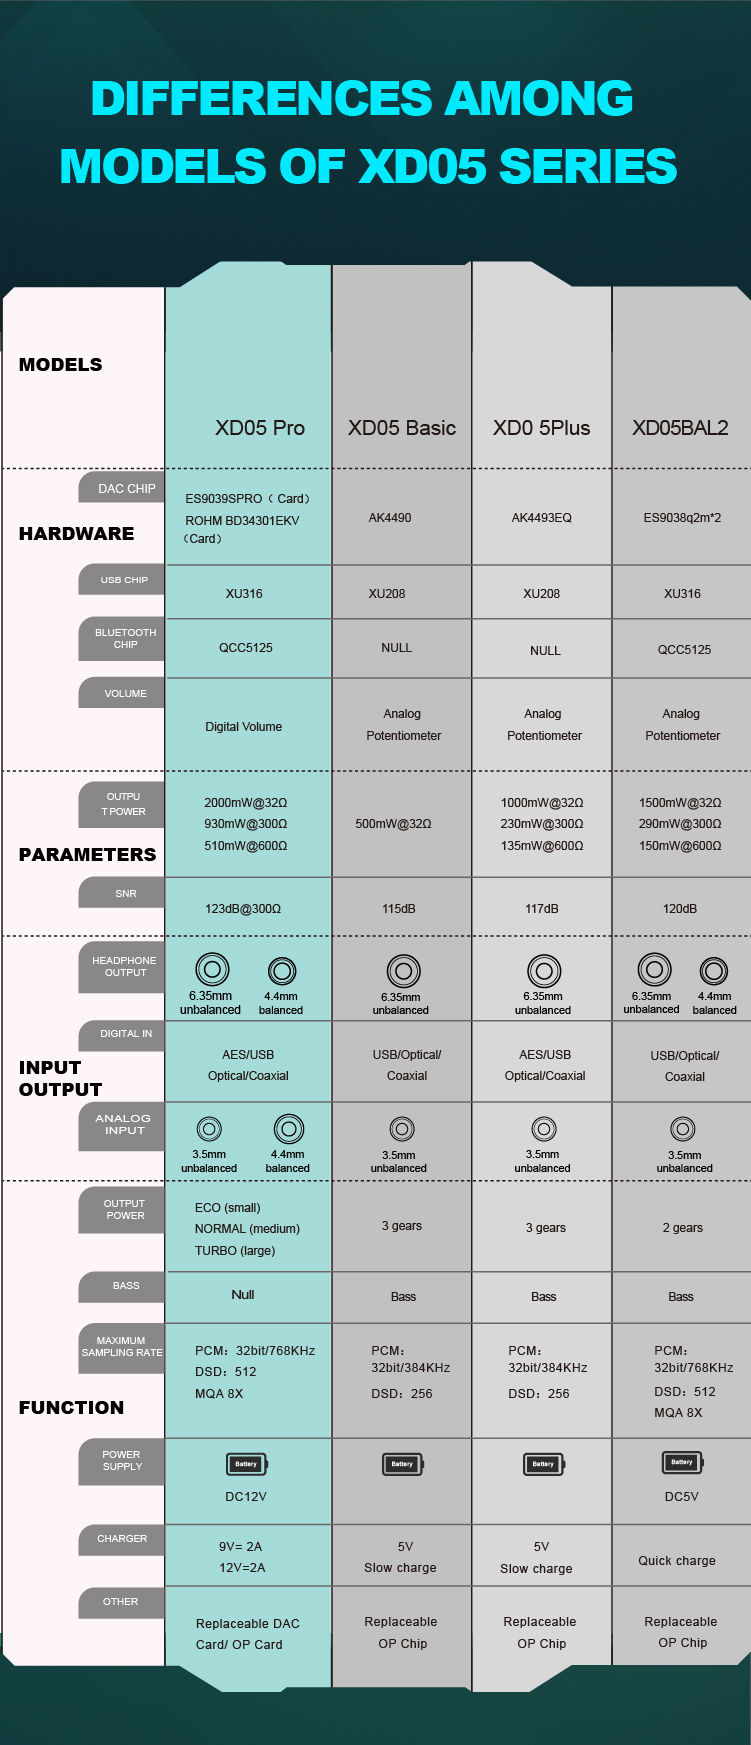 DIFFERENCES AMONG
MODELS OF XD05 SERIES
MODELS
XD05 Pro
XD05 Basic
XD0 5Plus
XD05BAL2
HARDWARE
DAC CHIP
ES9039SPRO（ Card）
ROHM BD34301EKV
（Card）
AK4490
AK4493EQ
ES9038q2m*2
USB CHIP
XU316
XU208
XU208
XU316
BLUETOOTH
CHIP
QCC5125
NULL
NULL
QCC5125
VOLUME
Digital Volume
Analog
Potentiometer
Analog
Potentiometer
Analog
Potentiometer
PARAMETERS
OUTPU
T POWER
2000mW@32Ω
930mW@300Ω
510mW@600Ω
500mW@32Ω
1000mW@32Ω
230mW@300Ω
135mW@600Ω
1500mW@32Ω
290mW@300Ω
150mW@600Ω
SNR
123dB@300Ω
115dB
117dB
120dB
INPUT
OUTPUT
HEADPHONE
OUTPUT
6.35mm
unbalanced
4.4mm
balanced
6.35mm
unbalanced
6.35mm
unbalanced
6.35mm
unbalanced
4.4mm
balanced
DIGITAL IN
AES/USB
Optical/Coaxial
USB/Optical/
Coaxial
AES/USB
Optical/Coaxial
USB/Optical/
Coaxial
ANALOG
INPUT
3.5mm
unbalanced
4.4mm
balanced
3.5mm
unbalanced
3.5mm
unbalanced
3.5mm
unbalanced
FUNCTION
OUTPUT
POWER
ECO (small)
NORMAL (medium)
TURBO (large)
3 gears
3 gears
2 gears
BASS
Null
Bass
Bass
Bass
MAXIMUM
SAMPLING RATE
PCM：32bit/768KHz
DSD：512
MQA 8X
PCM：
32bit/384KHz
DSD：256
PCM：
32bit/384KHz
DSD：256
PCM：
32bit/768KHz
DSD：512
MQA 8X
POWER
SUPPLY
Battery
DC12V
Battery
Battery
Battery
DC5V
CHARGER
9V= 2A
12V=2A
5V
Slow charge
5V
Slow charge
Quick charge
OTHER
Replaceable DAC
Card/ OP Card
Replaceable
OP Chip
Replaceable
OP Chip
Replaceable
OP Chip